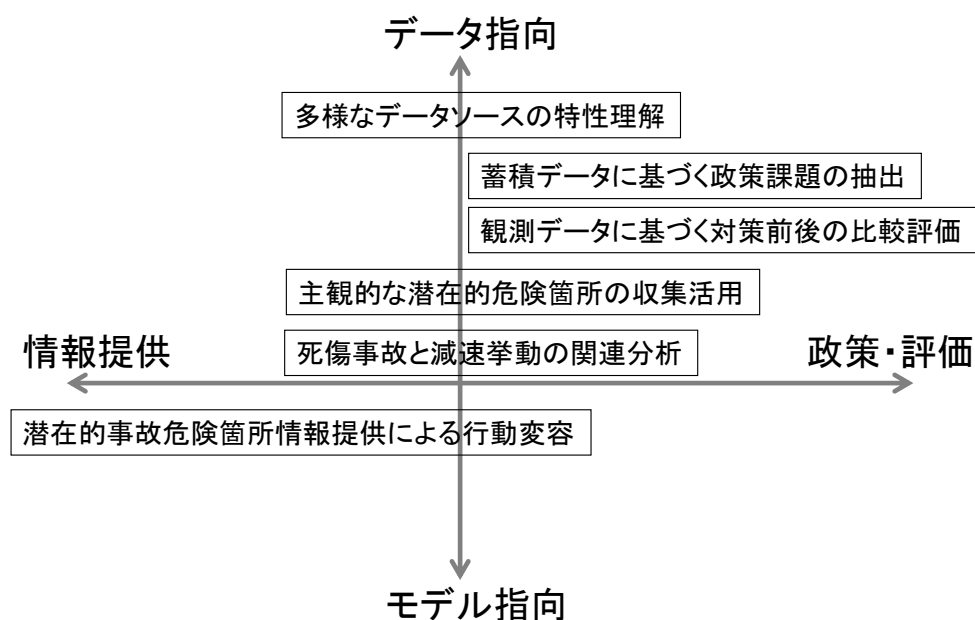 データ指向
多様なデータソースの特性理解
蓄積データに基づく政策課題の抽出
観測データに基づく対策前後の比較評価
主観的な潜在的危険箇所の収集活用
情報提供
死傷事故と減速挙動の関連分析
政策・評価
潜在的事故危険箇所情報提供による行動変容
モデル指向